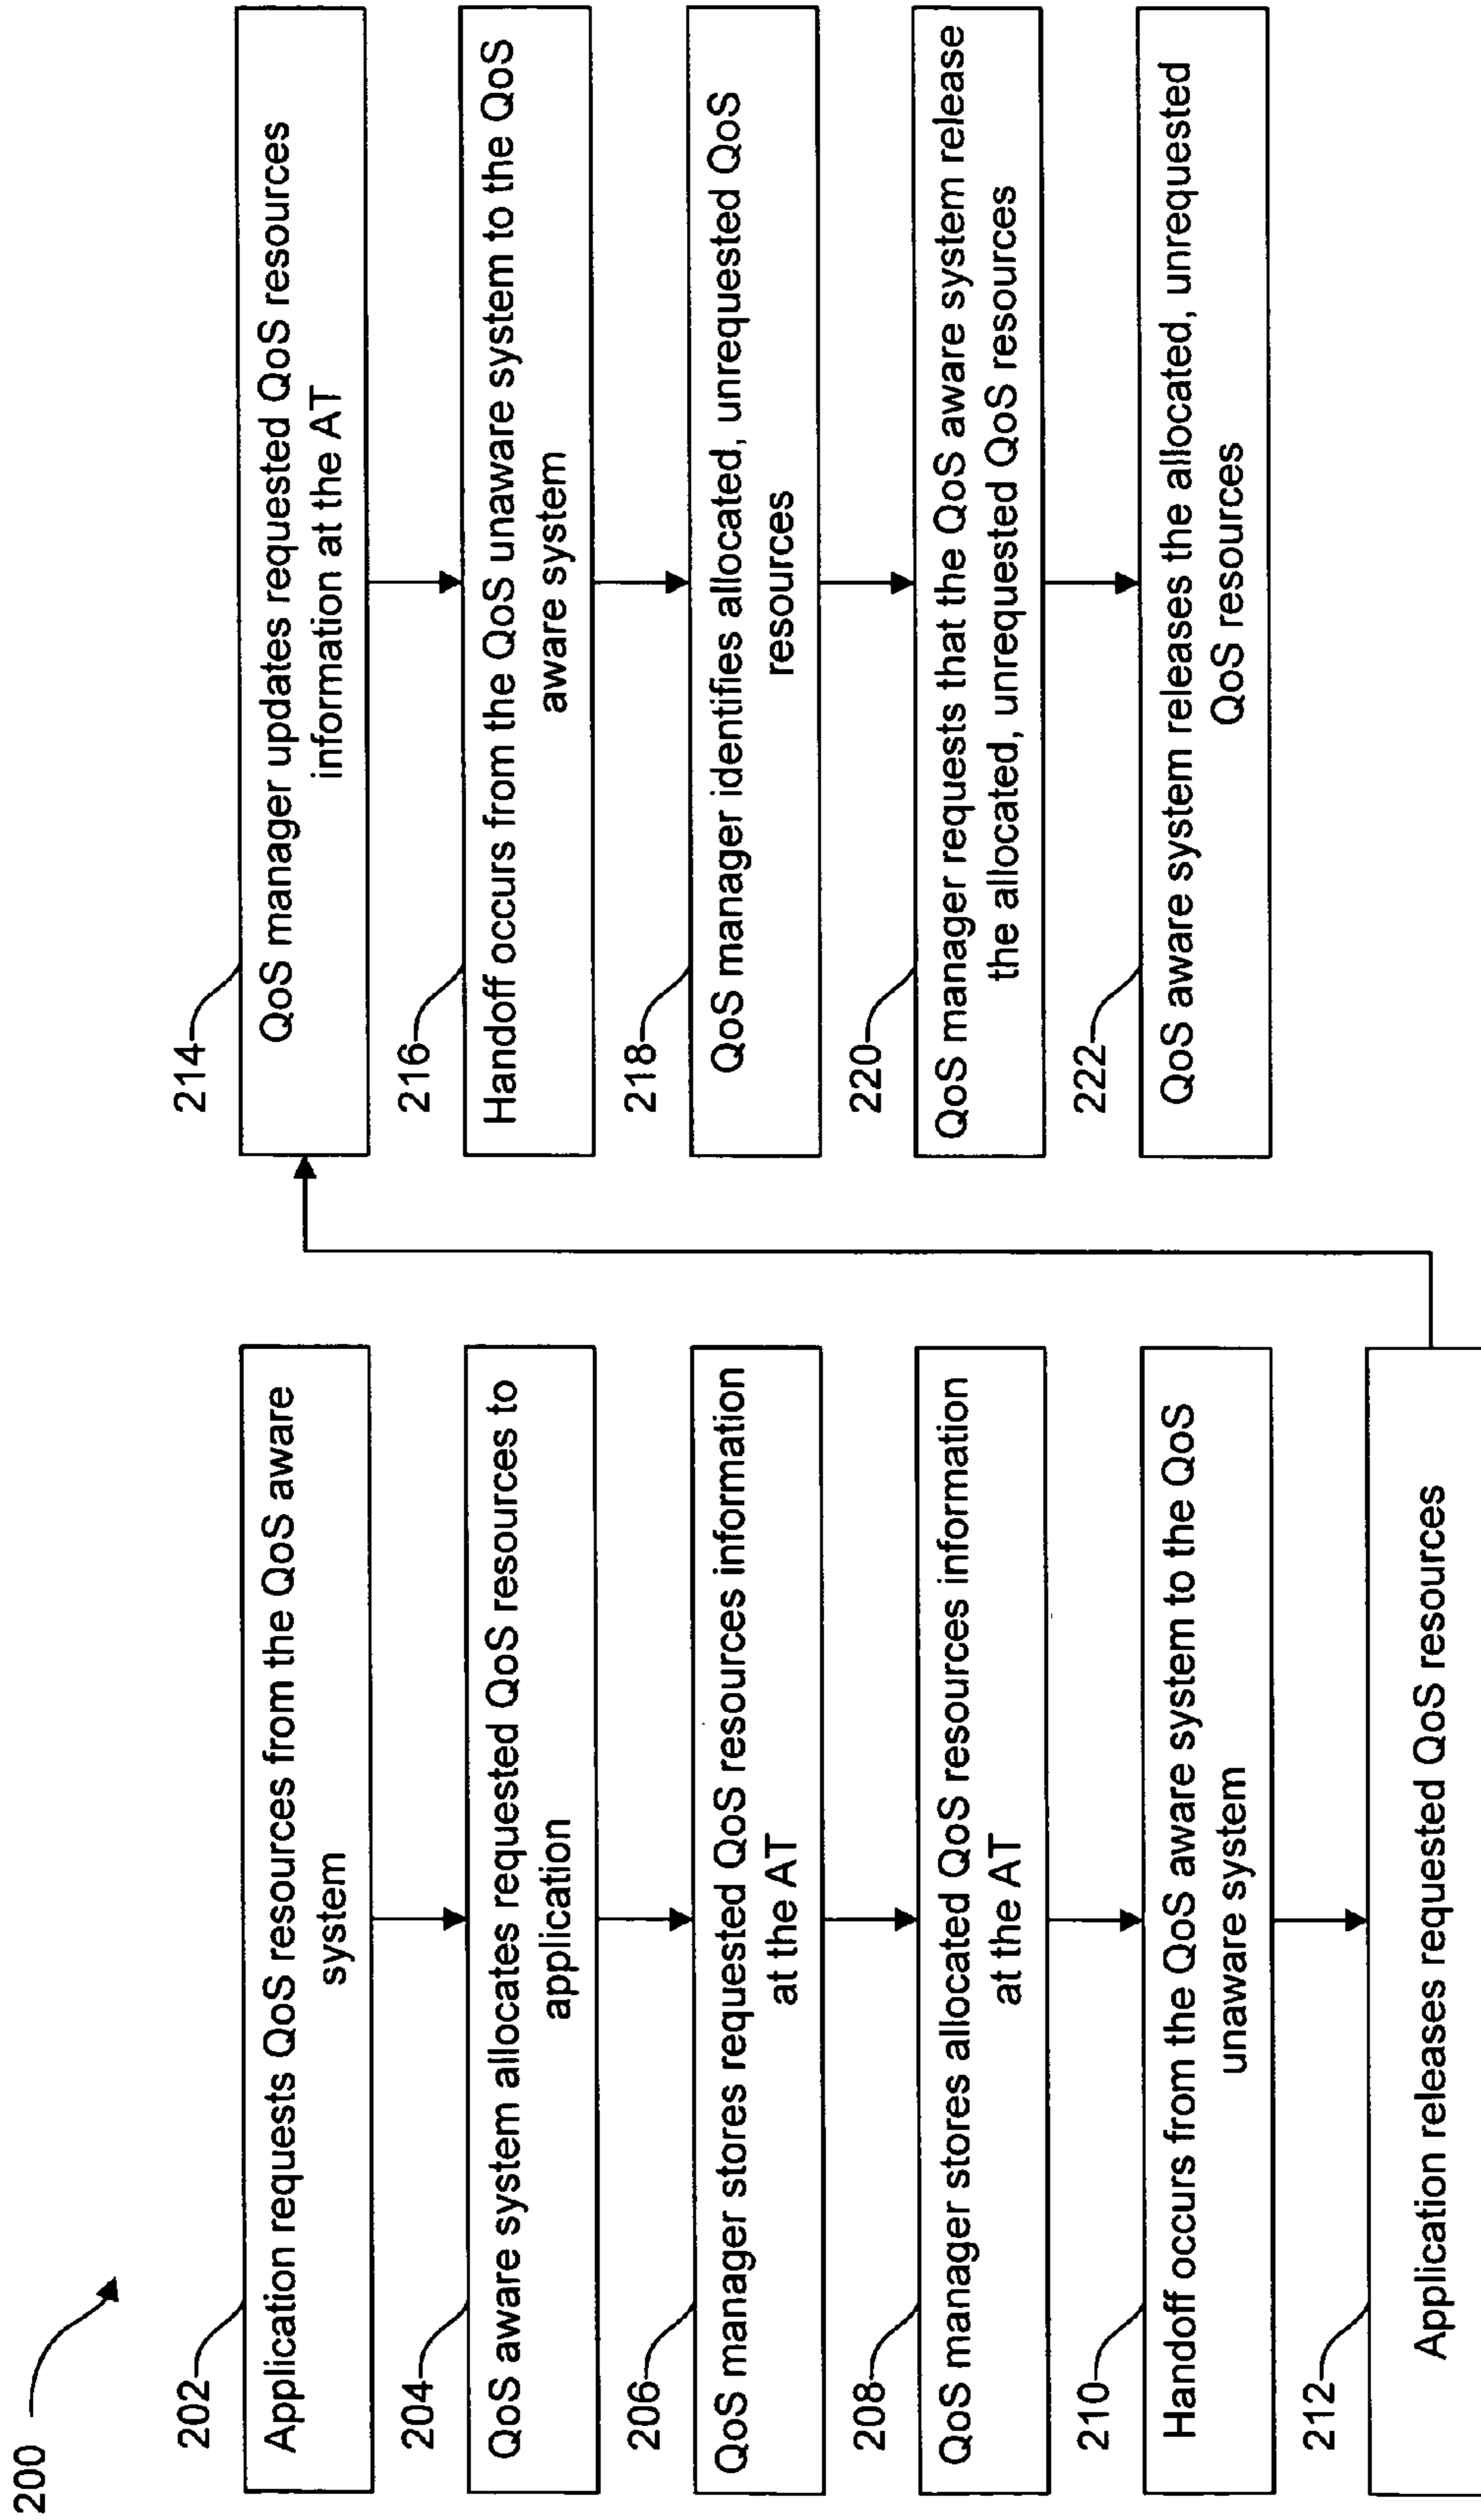 200
202
Application requests QoS resources from the QoS aware
system
204
QoS aware system allocates requested QoS resources to
application
206
QoS manager stores requested QoS resources information
at the AT
208
QoS manager stores allocated QoS resources information
at the AT
210
Handoff occurs from the QoS aware system to the QoS
unaware system
212
Application releases requested QoS resources
214
QoS manager updates requested QoS resources
information at the AT
216
Handoff occurs from the QoS unaware system to the QoS
aware system
218
QoS manager identifies allocated, unrequested QoS
resources
220
QoS manager requests that the QoS aware system release
the allocated, unrequested QoS resources
222
QoS aware system releases the allocated, unrequested
QoS resources